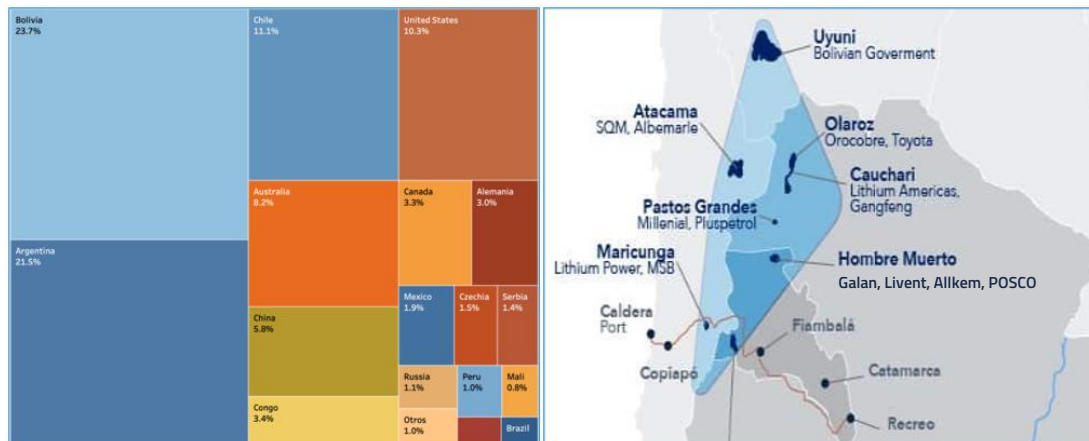 Bolivia
23.7%
Argentina
21.5%
Chile
11.1%
United States
10.3%
Australia
8.2%
China
5.8%
Congo
3.4%
Canada
3.3%
Alemania
3.0%
Mexico
1.9%
Czechia
1.5%
Serbia
1.4%
Russia
1.1%
Otros
1.0%
Peru
1.0%
Mali
0.8%
Brazil
Uyuni
Bolivian Goverment
Atacama
SQM, Albemarle
Olaroz
Orocobre, Toyota
Cauchari
Lithium Americas,
Gangfeng
Pastos Grandes
Millenial, Pluspetrol
Maricunga
Lithium Power, MSB
Hombre Muerto
Galan, Livent, Allkem, POSCO
Caldera
Port
Fiambalá
Copiapó
Catamarca
Recreo